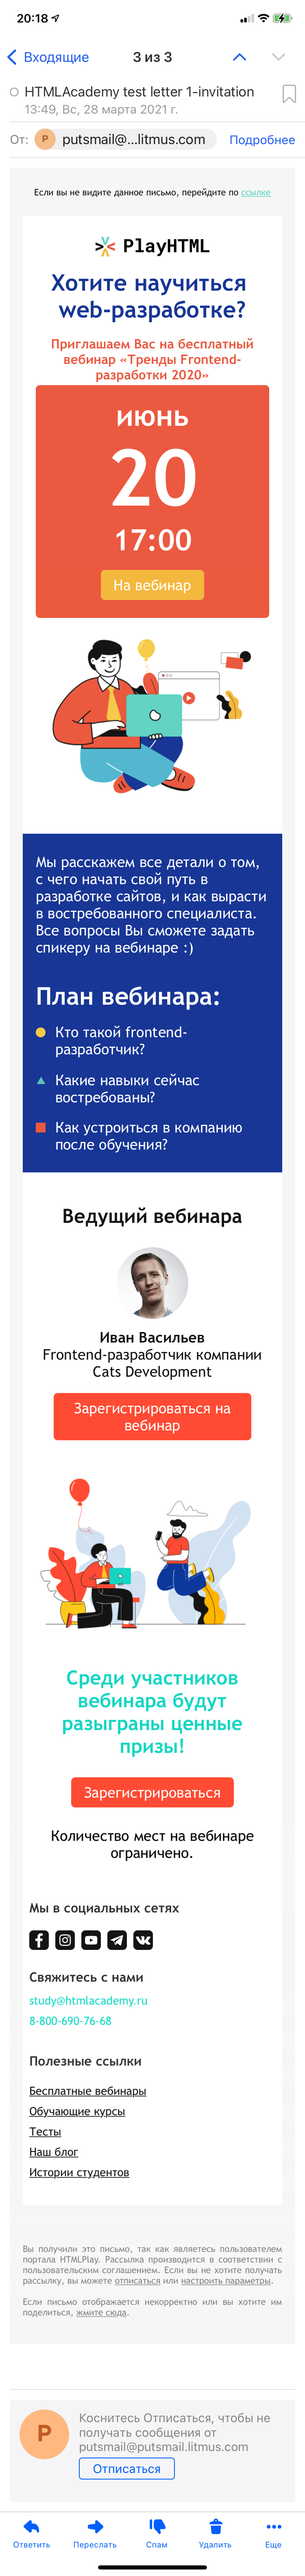 20:18
Входящие
3 из 3
HTMLAcademy test letter 1-invitation
13:49, Вс, 28 марта 2021 г.
От: P putsmail@...litmus.com Подробнее
Если вы не видите данное письмо, перейдите по ссылке
PlayHTML
Хотите научиться
web-разработке?
Приглашаем Вас на бесплатный
вебинар «Тренды Frontend-
разработки 2020»
июнь
20
17:00
На вебинар
Мы расскажем все детали о том,
с чего начать свой путь в
разработке сайтов, и как вырасти
в востребованного специалиста.
Все вопросы Вы сможете задать
спикеру на вебинаре :)
План вебинара:
Кто такой frontend-
разработчик?
Какие навыки сейчас
востребованы?
Как устроиться в компанию
после обучения?
Ведущий вебинара
Иван Васильев
Frontend-разработчик компании
Cats Development
Зарегистрироваться на
вебинар
Среди участников
вебинара будут
разыграны ценные
призы!
Зарегистрироваться
Количество мест на вебинаре
ограничено.
Мы в социальных сетях
Свяжитесь с нами
study@htmlacademy.ru
8-800-690-76-68
Полезные ссылки
Бесплатные вебинары
Обучающие курсы
Тесты
Наш блог
Истории студентов
Вы получили это письмо, так как являетесь пользователем
портала HTMLPlay. Рассылка производится в соответствии с
пользовательским соглашением. Если вы не хотите получать
рассылку, вы можете отписаться или настроить параметры.
Если письмо отображается некорректно или вы хотите им
поделиться, жмите сюда.
P
Коснитесь Отписаться, чтобы не
получать сообщения от
putsmail@putsmail.litmus.com
Отписаться
Ответить Переслать Спам Удалить Еще